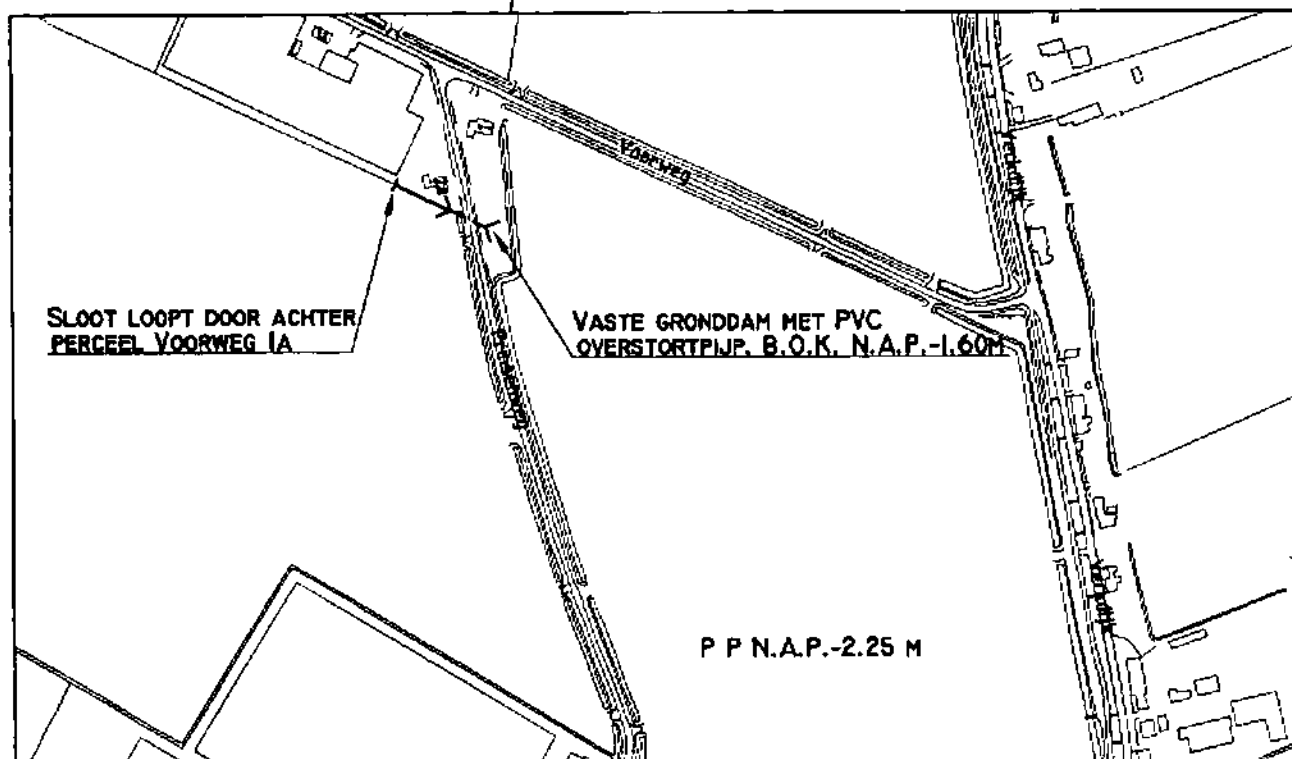 Voorweg
SLOOT LOOPT DOOR ACHTER
PERCEEL VOORWEG 1A
VASTE GRONDDAM MET PVC
OVERSTORTPIJP. B.O.K. N.A.P.-1.60M
P P N.A.P.-2.25 M